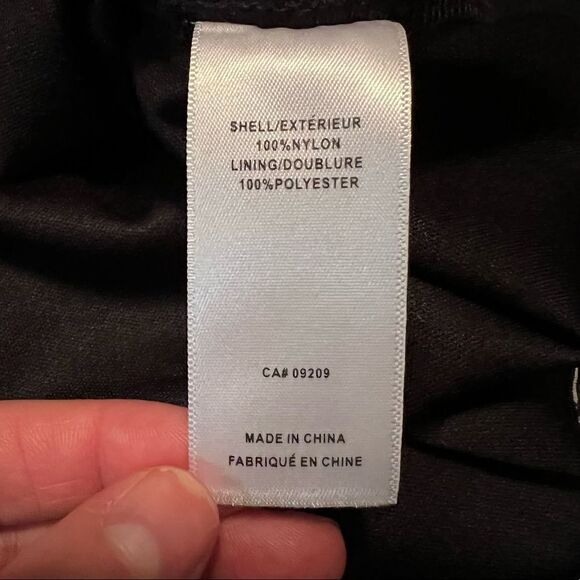 SHELL/EXTÉRIEUR
100%NYLON
LINING/DOUBLURE
100%POLYESTER
CA# 09209
MADE IN CHINA
FABRIQUÉ EN CHINE